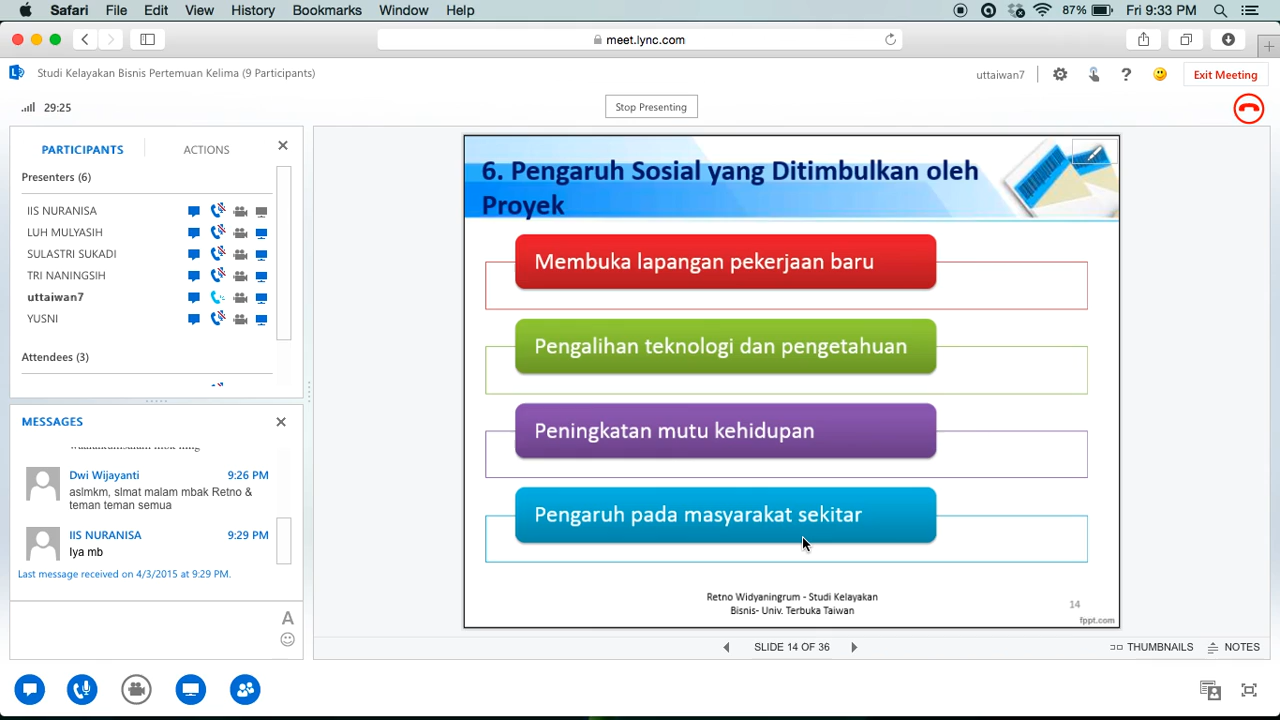 Safari File Edit View History Bookmarks Window Help 87% Fri 9:33 PM
meet.lync.com
Studi Kelayakan Bisnis Pertemuan Kelima (9 Participants)
uttaiwan7
Exit Meeting
29:25
Stop Presenting
PARTICIPANTS
ACTIONS
Presenters (6)
IIS NURANISA
LUH MULYASIH
SULASTRI SUKADI
TRI NANINGSIH
uttaiwan7
YUSNI
Attendees (3)
MESSAGES
Dwi Wijayanti 9:26 PM
aslmkm, slmat malam mbak Retno &
teman teman semua
IIS NURANISA 9:29 PM
Iya mb
Last message received on 4/3/2015 at 9:29 PM.
A
6. Pengaruh Sosial yang Ditimbulkan oleh
Proyek
Membuka lapangan pekerjaan baru
Pengalihan teknologi dan pengetahuan
Peningkatan mutu kehidupan
Pengaruh pada masyarakat sekitar
Retno Widyaningrum - Studi Kelayakan
Bisnis- Univ. Terbuka Taiwan
14
fppt.com
SLIDE 14 OF 36
THUMBNAILS
NOTES